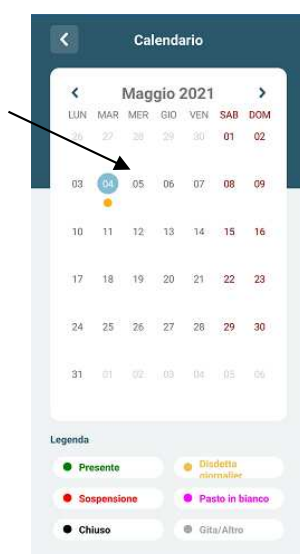 Calendario
Maggio 2021
LUN MAR MER GIO VEN SAB DOM
26 27 28 29 30 01 02
03 04 05 06 07 08 09
10 11 12 13 14 15 16
17 18 19 20 21 22 23
24 25 26 27 28 29 30
31 01 02 03 04 05 06
Legenda
Presente
Disdetta
giornalier
Sospensione
Pasto in bianco
Chiuso
Gita/Altro